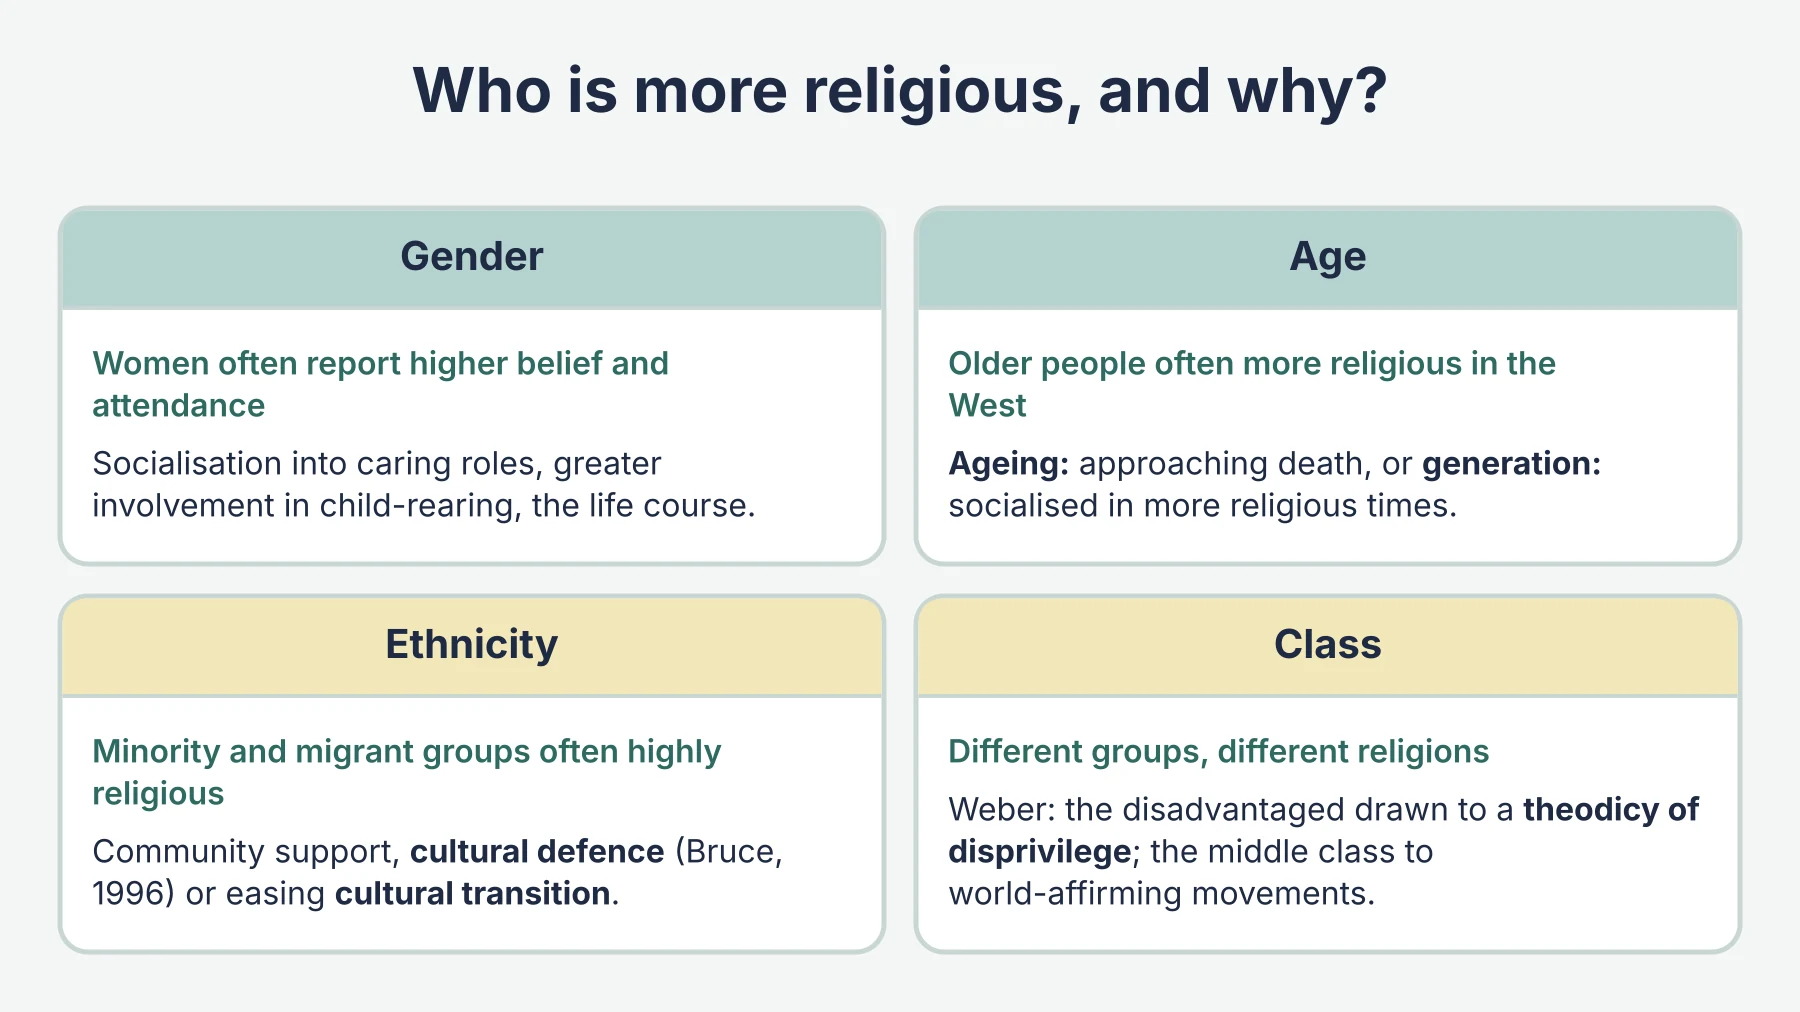 Who is more religious, and why?
Gender
Women often report higher belief and
attendance
Socialisation into caring roles, greater
involvement in child-rearing, the life course.
Age
Older people often more religious in the
West
Ageing: approaching death, or generation:
socialised in more religious times.
Ethnicity
Minority and migrant groups often highly
religious
Community support, cultural defence (Bruce,
1996) or easing cultural transition.
Class
Different groups, different religions
Weber: the disadvantaged drawn to a theodicy of
disprivilege; the middle class to
world-affirming movements.